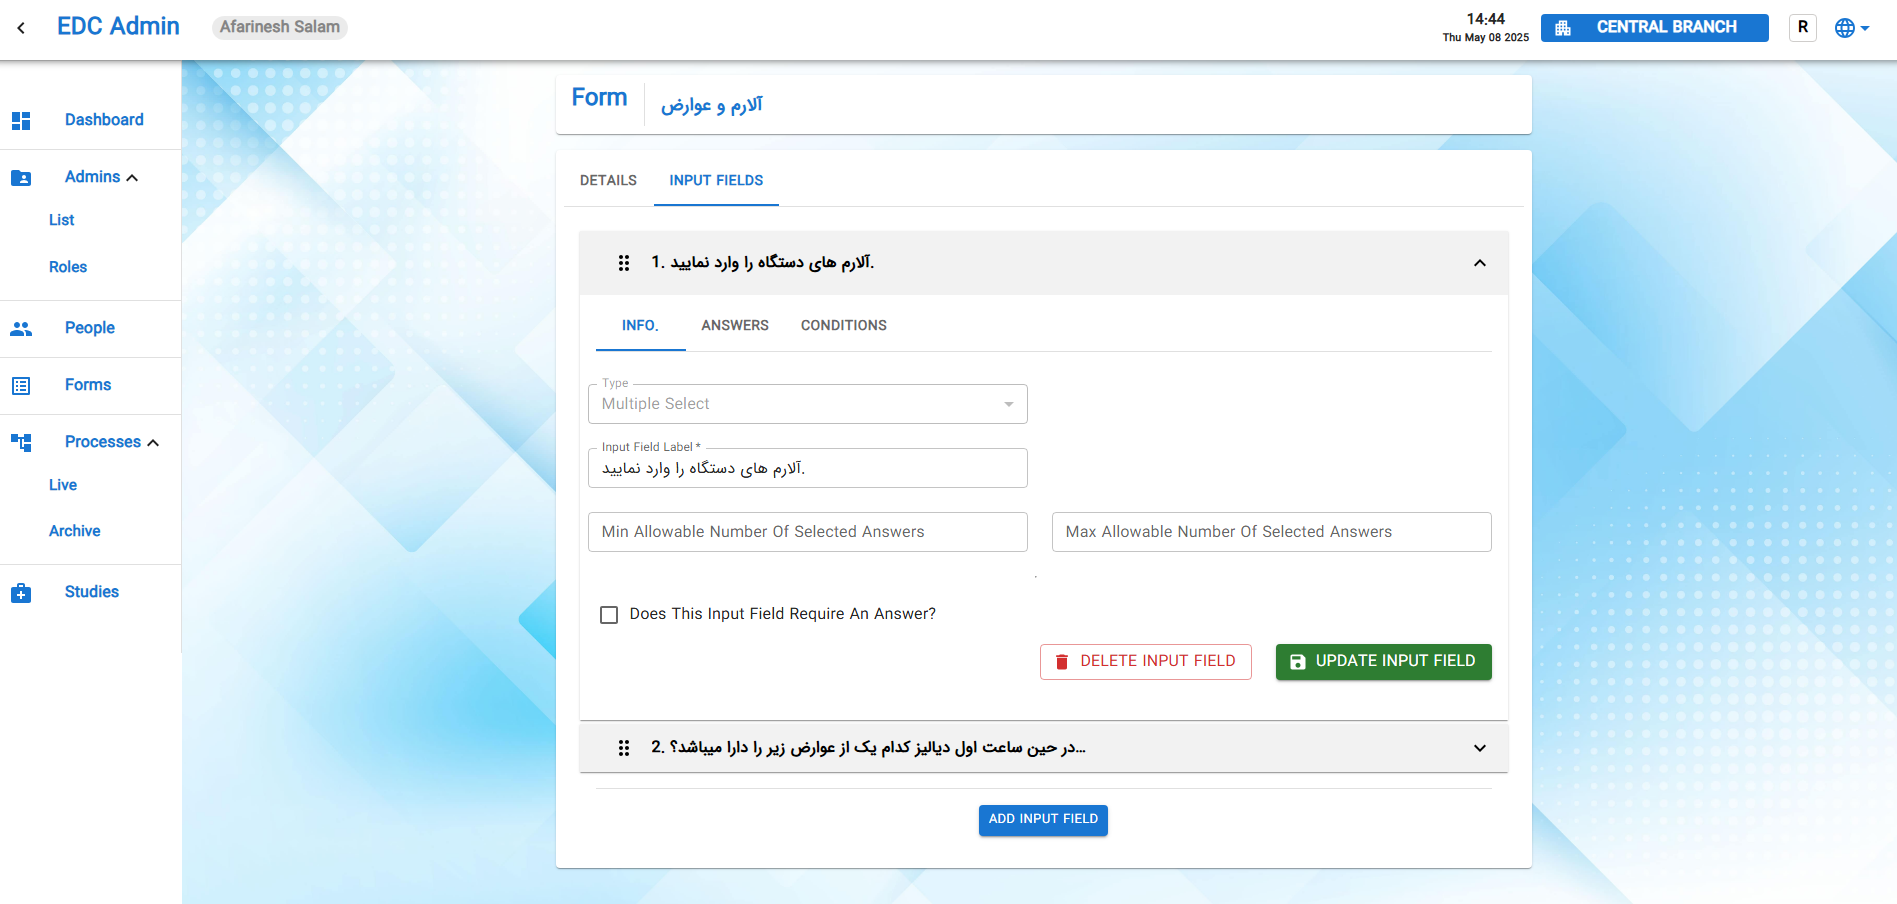 EDC Admin
Afarinesh Salam
14:44
Thu May 08 2025
CENTRAL BRANCH
R
Dashboard
Admins
List
Roles
People
Forms
Processes
Live
Archive
Studies
Form
آلارم و عوارض
DETAILS
INPUT FIELDS
1. آلارم های دستگاه را وارد نمایید.
INFO.
ANSWERS
CONDITIONS
Type
Multiple Select
Input Field Label *
آلارم های دستگاه را وارد نمایید.
Min Allowable Number Of Selected Answers
Max Allowable Number Of Selected Answers
.
Does This Input Field Require An Answer?
DELETE INPUT FIELD
UPDATE INPUT FIELD
2. در حین ساعت اول دیالیز کدام یک از عوارض زیر را دارا میباشد؟...
ADD INPUT FIELD